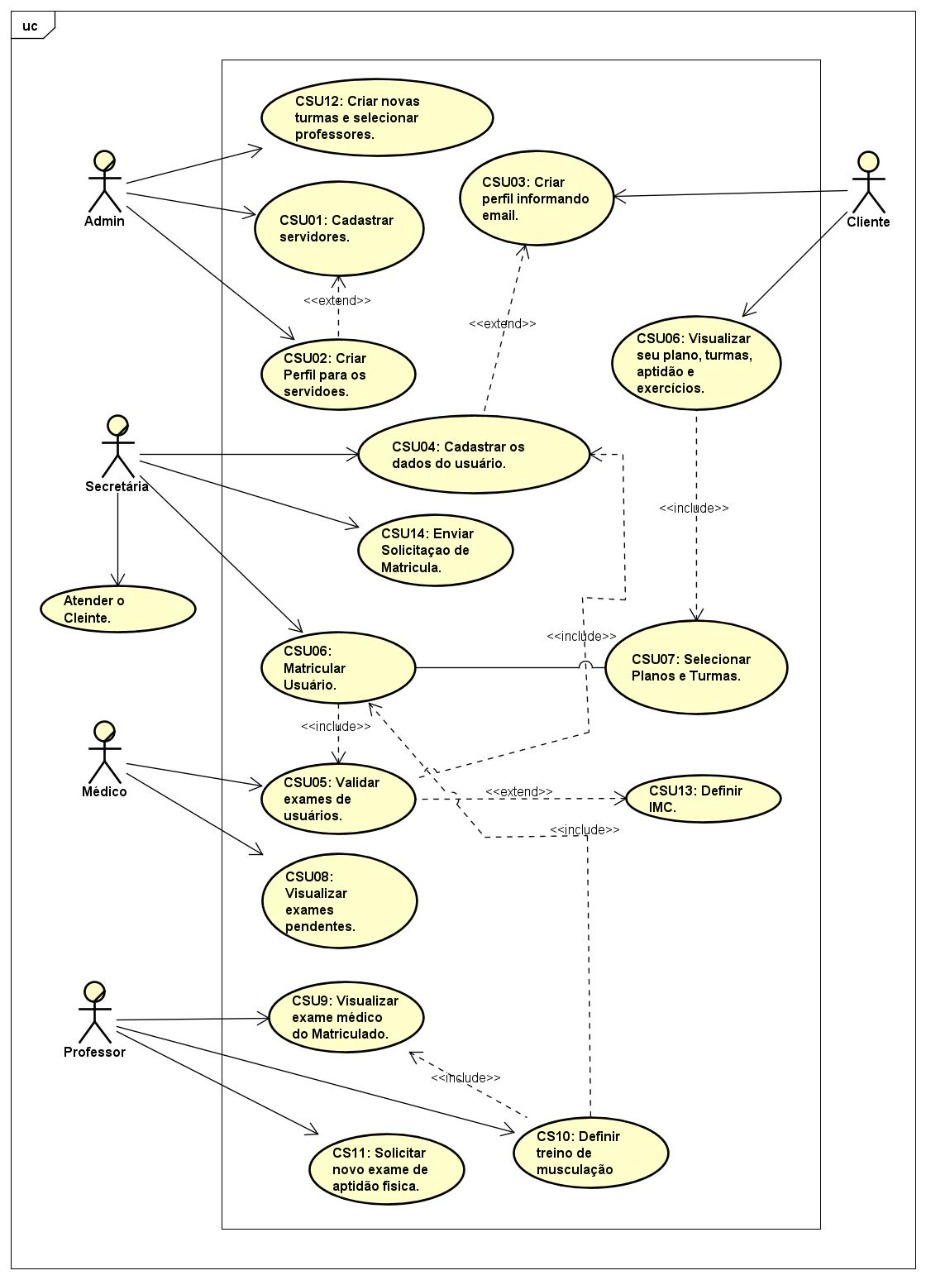 uc
CSU12: Criar novas
turmas e selecionar
professores.
Admin
CSU03: Criar
perfil informando
email.
Cliente
CSU01: Cadastrar
servidores.
<<extend>>
<<extend>>
CSU02: Criar
Perfil para os
servidoes.
CSU06: Visualizar
seu plano, turmas,
aptidão e
exercícios.
Secretária
CSU04: Cadastrar os
dados do usuário.
<<include>>
CSU14: Enviar
Solicitaçao de
Matricula.
Atender o
Cleinte.
<<include>>
CSU06:
Matricular
Usuário.
CSU07: Selecionar
Planos e Turmas.
<<include>>
Médico
CSU05: Validar
exames de
usuários.
<<extend>>
CSU13: Definir
IMC.
<<include>>
CSU08:
Visualizar
exames
pendentes.
Professor
CSU9: Visualizar
exame médico
do Matriculado.
<<include>>
CS10: Definir
treino de
musculação
CS11: Solicitar
novo exame de
aptidão fisica.